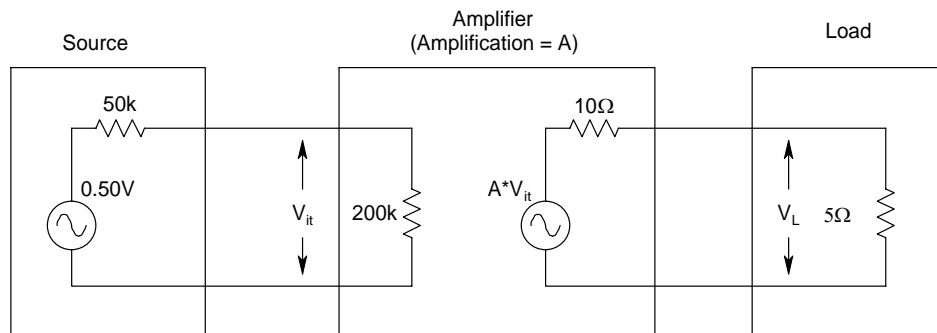 Amplifier
(Amplification = A)
Source
Load
50k
10Ω
0.50V
V_it
200k
A*V_it
V_L
5Ω